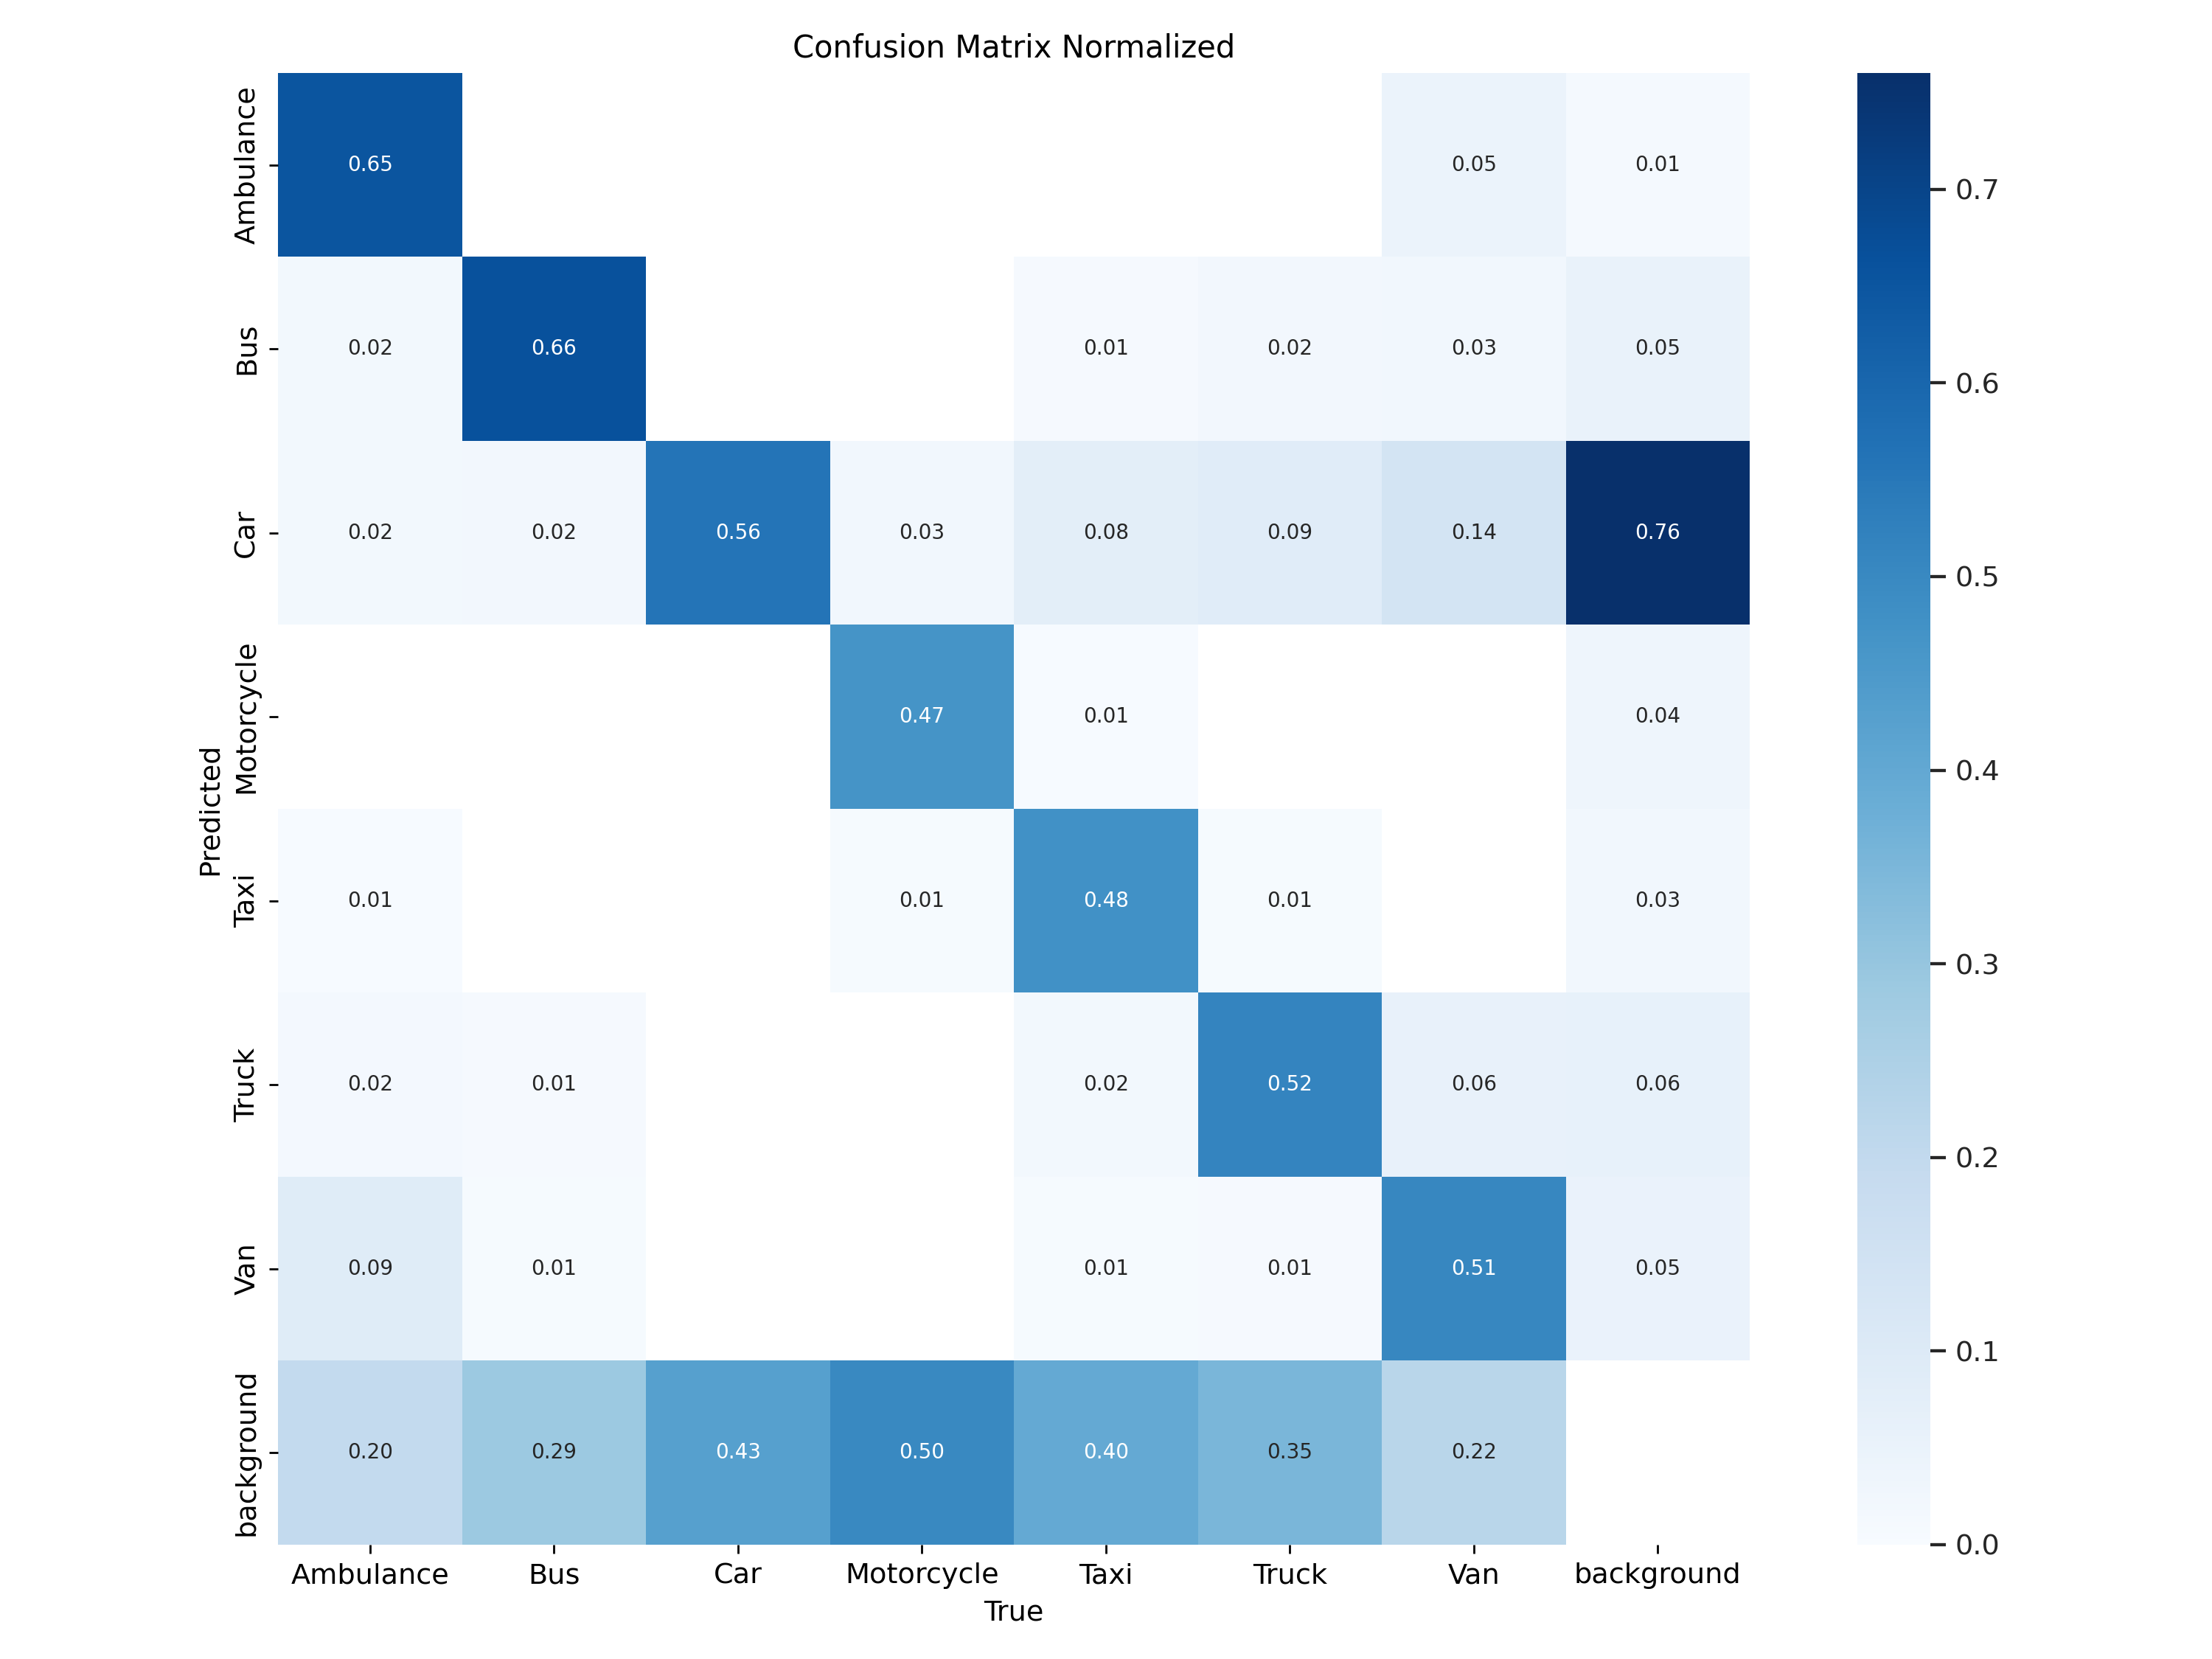 Confusion Matrix Normalized
Ambulance 0.65 0.05 0.01
Bus 0.02 0.66 0.01 0.02 0.03 0.05
Car 0.02 0.02 0.56 0.03 0.08 0.09 0.14 0.76
Motorcycle 0.47 0.01 0.04
Predicted
Taxi 0.01 0.01 0.48 0.01 0.03
Truck 0.02 0.01 0.02 0.52 0.06 0.06
Van 0.09 0.01 0.01 0.01 0.51 0.05
background 0.20 0.29 0.43 0.50 0.40 0.35 0.22
Ambulance Bus Car Motorcycle Taxi Truck Van background
True
0.7
0.6
0.5
0.4
0.3
0.2
0.1
0.0